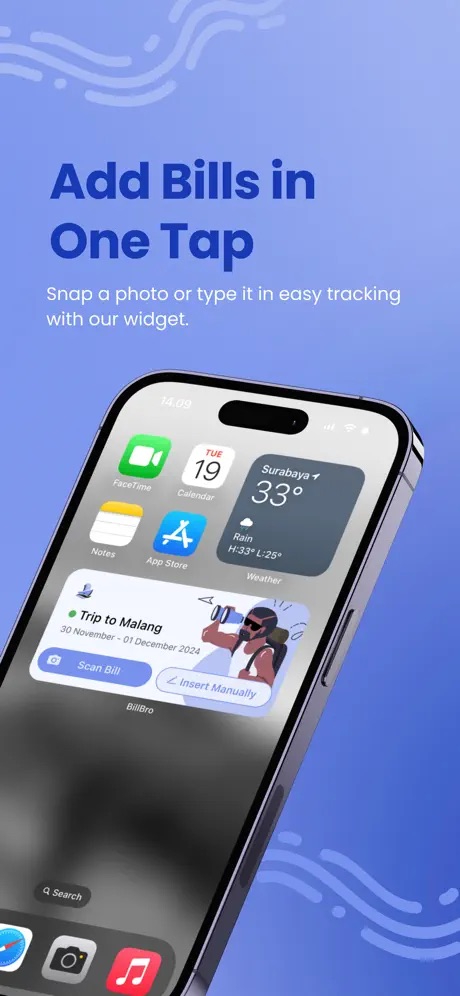 Add Bills in
One Tap
Snap a photo or type it in easy tracking
with our widget.
14.09
FaceTime
TUE
19
Calendar
Surabaya
33°
Rain
H:33° L:25°
Weather
Notes
App Store
Trip to Malang
30 November - 01 December 2024
Scan Bill
Insert Manually
BillBro
Search